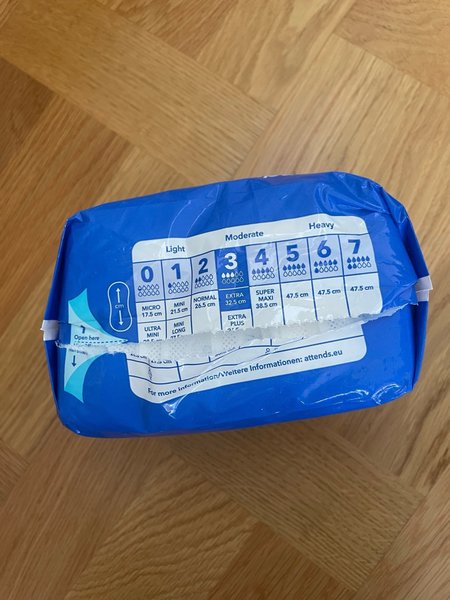 Light Moderate Heavy
0 1 2 3 4 5 6 7
MICRO MINI NORMAL EXTRA SUPER 47.5 cm 47.5 cm 47.5 cm
17.5 cm 21.5 cm 26.5 cm 32.5 cm MAXI
38.5 cm
cm
ULTRA MINI EXTRA
MINI LONG PLUS
Open here
For more information/Weitere Informationen: attends.eu